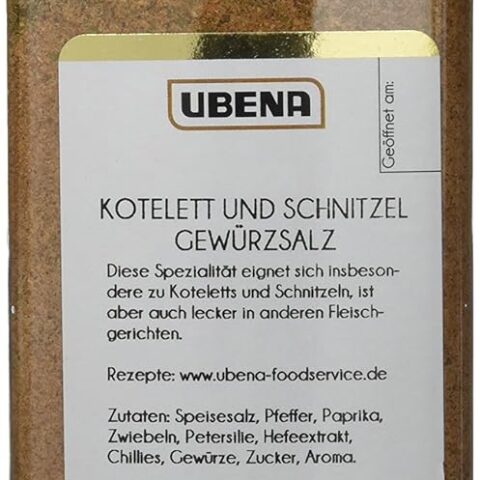 UBENA
Geöffnet am:
KOTELETT UND SCHNITZEL
GEWÜRZSALZ
Diese Spezialität eignet sich insbeson-
dere zu Koteletts und Schnitzeln, ist
aber auch lecker in anderen Fleisch-
gerichten.
Rezepte: www.ubena-foodservice.de
Zutaten: Speisesalz, Pfeffer, Paprika,
Zwiebeln, Petersilie, Hefeextrakt,
Chillies, Gewürze, Zucker, Aroma.